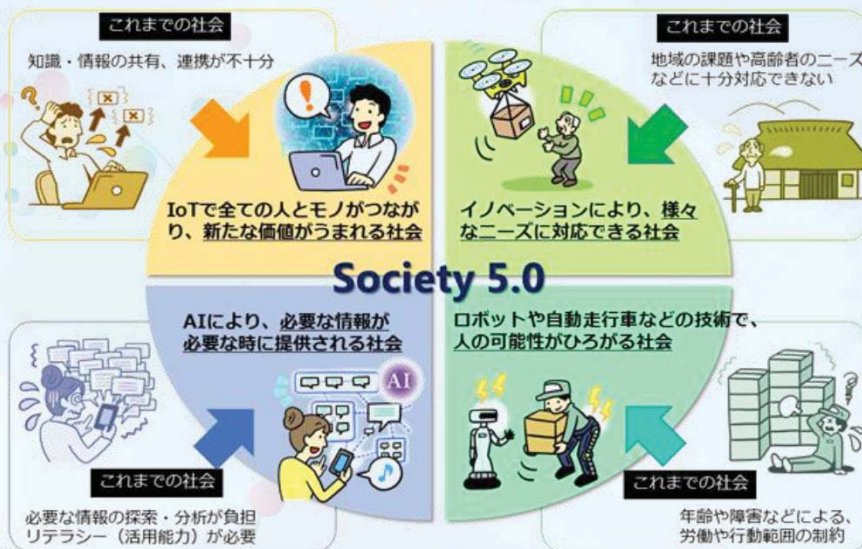 これまでの社会
知識・情報の共有、連携が不十分
IoTで全ての人とモノがつなが
り、新たな価値がうまれる社会
これまでの社会
地域の課題や高齢者のニーズ
などに十分対応できない
イノベーションにより、様々
なニーズに対応できる社会
Society 5.0
AIにより、必要な情報が
必要な時に提供される社会
AI
これまでの社会
必要な情報の探索・分析が負担
リテラシー（活用能力）が必要
ロボットや自動走行車などの技術で、
人の可能性がひろがる社会
これまでの社会
年齢や障害などによる、
労働や行動範囲の制約